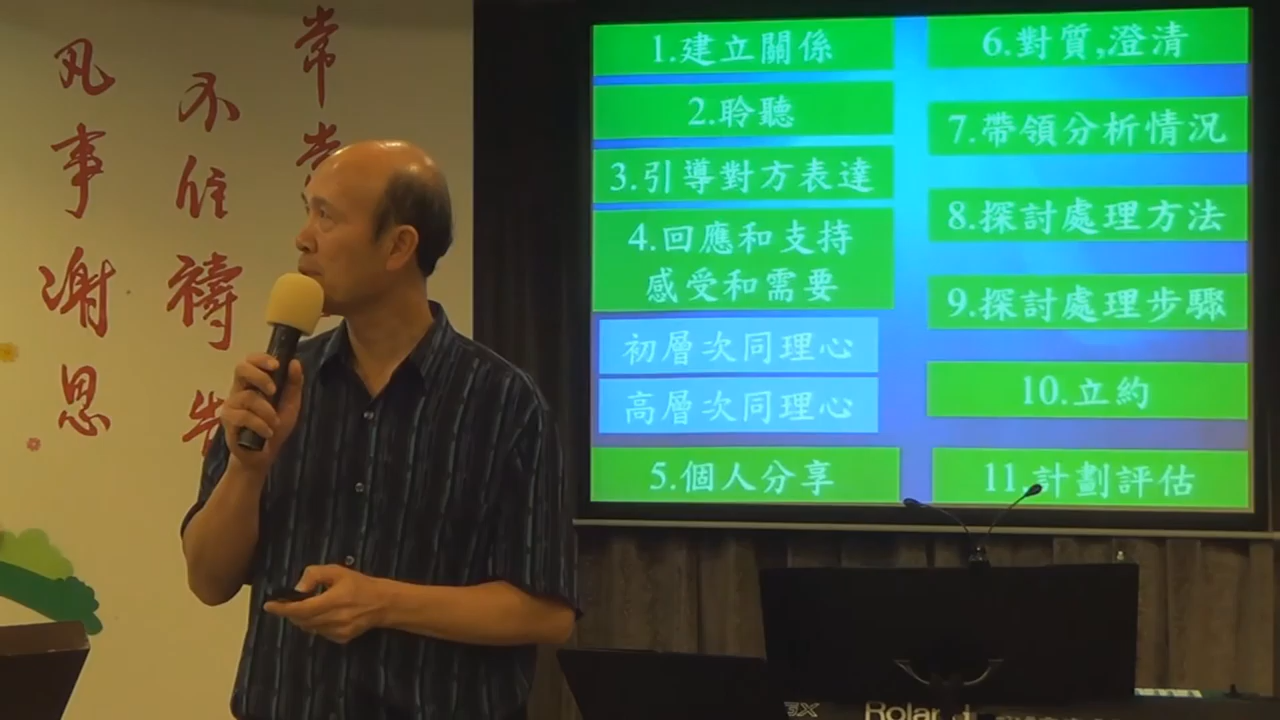 常
不住禱告
凡事謝恩
1.建立關係
2.聆聽
3.引導對方表達
4.回應和支持
感受和需要
初層次同理心
高層次同理心
5.個人分享
6.對質,澄清
7.帶領分析情況
8.探討處理方法
9.探討處理步驟
10.立約
11.計劃評估
Roland